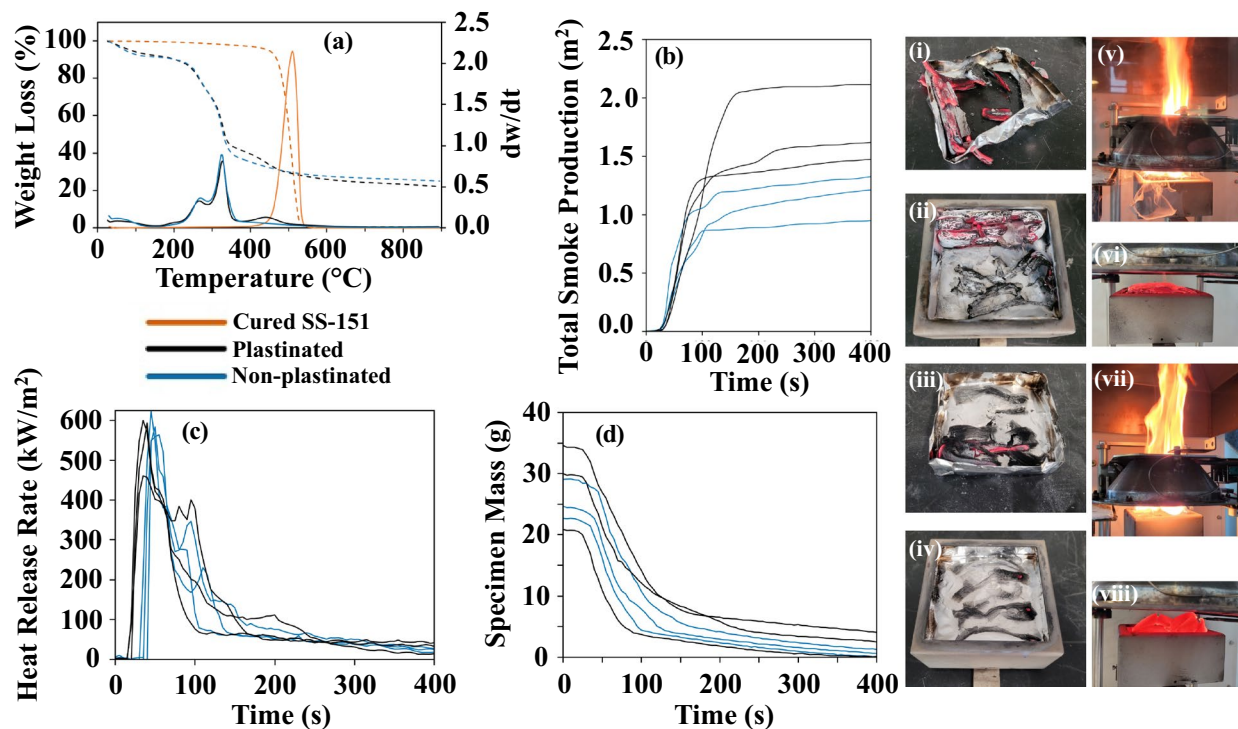 (a)
Weight Loss (%)
100
80
60
40
20
0
2.5
2.0
1.5
1.0
0.5
0.0
dw/dt
0 200 400 600 800
Temperature (°C)
Cured SS-151
Plastinated
Non-plastinated
(b)
Total Smoke Production (m²)
2.5
2.0
1.5
1.0
0.5
0.0
0 100 200 300 400
Time (s)
(c)
Heat Release Rate (kW/m²)
600
500
400
300
200
100
0
0 100 200 300 400
Time (s)
(d)
Specimen Mass (g)
40
30
20
10
0
0 100 200 300 400
Time (s)
(i)
(ii)
(iii)
(iv)
(v)
(vi)
(vii)
(viii)